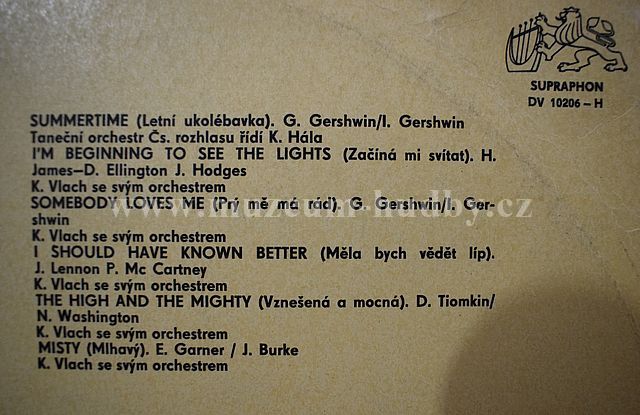 SUPRAPHON
DV 10206 – H
SUMMERTIME (Letní ukolébavka). G. Gershwin/I. Gershwin
Taneční orchestr Čs. rozhlasu řídí K. Hála
I'M BEGINNING TO SEE THE LIGHTS (Začíná mi svítat). H.
James–D. Ellington J. Hodges
K. Vlach se svým orchestrem
SOMEBODY LOVES ME (Prý mě má rád). G. Gershwin/I. Ger-
shwin
www.muzeum-hudby.cz
K. Vlach se svým orchestrem
I SHOULD HAVE KNOWN BETTER (Měla bych vědět líp).
J. Lennon P. Mc Cartney
K. Vlach se svým orchestrem
THE HIGH AND THE MIGHTY (Vznešená a mocná). D. Tiomkin/
N. Washington
K. Vlach se svým orchestrem
MISTY (Mlhavý). E. Garner / J. Burke
K. Vlach se svým orchestrem